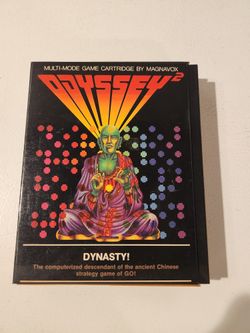 MULTI-MODE GAME CARTRIDGE BY MAGNAVOX
ODYSSEY²
DYNASTY!
The computerized descendant of the ancient Chinese
strategy game of GO!